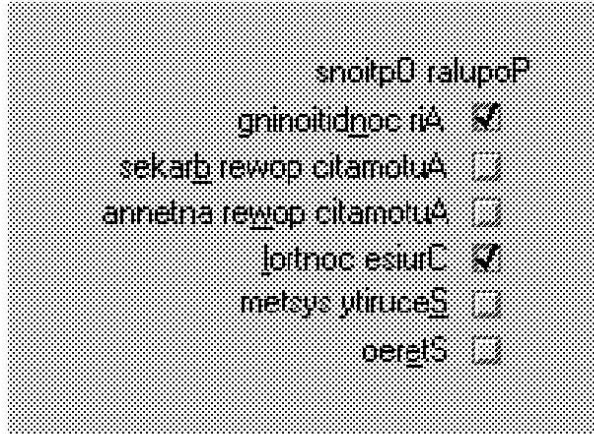 Popular Options
Air conditioning
Automatic power brakes
Automatic power antenna
Cruise control
Security system
Stereo